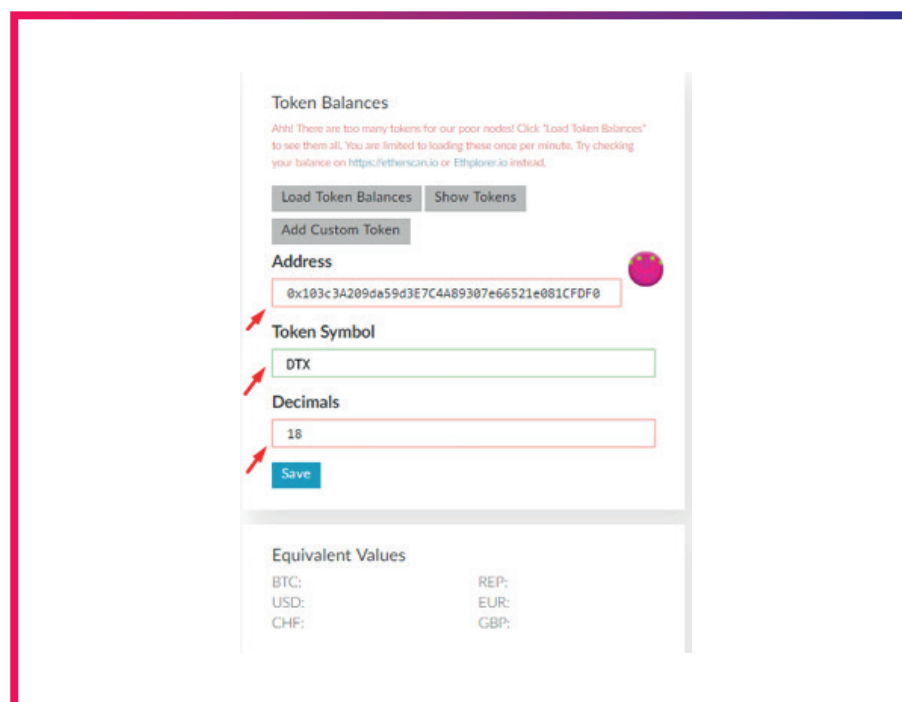 Token Balances
Ahh! There are too many tokens for our poor nodes! Click "Load Token Balances"
to see them all. You are limited to loading these once per minute. Try checking
your balance on https://etherscan.io or Ethplorer.io instead.
Load Token Balances Show Tokens
Add Custom Token
Address
0x103c3A209da59d3E7C4A89307e66521e081CFDF0
Token Symbol
DTX
Decimals
18
Save
Equivalent Values
BTC: REP:
USD: EUR:
CHF: GBP: